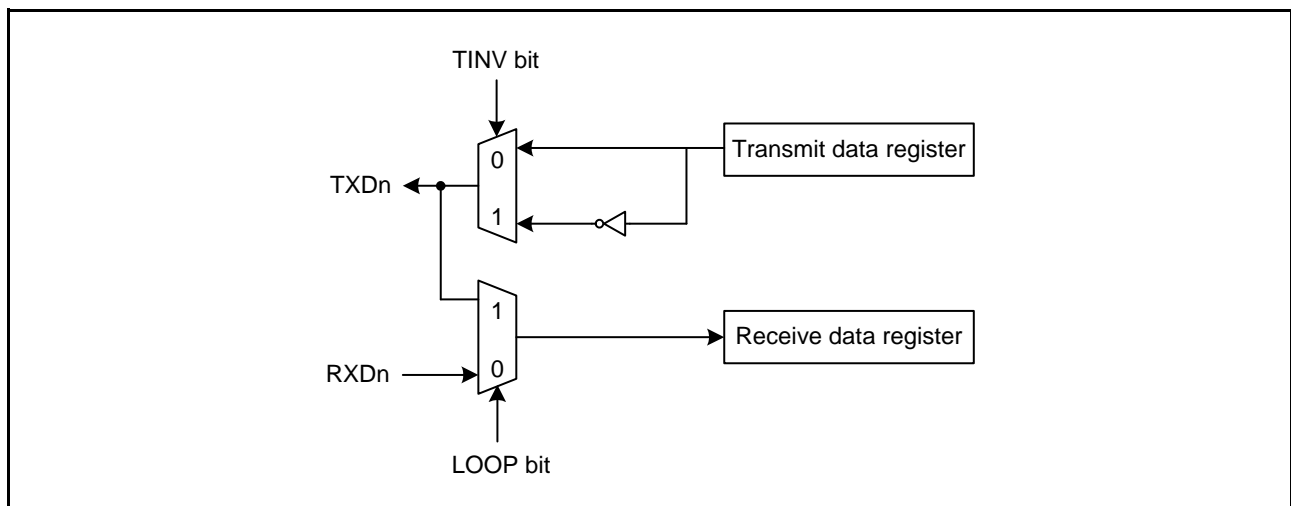 TINV bit
0
Transmit data register
TXDn
1
1
Receive data register
RXDn
0
LOOP bit